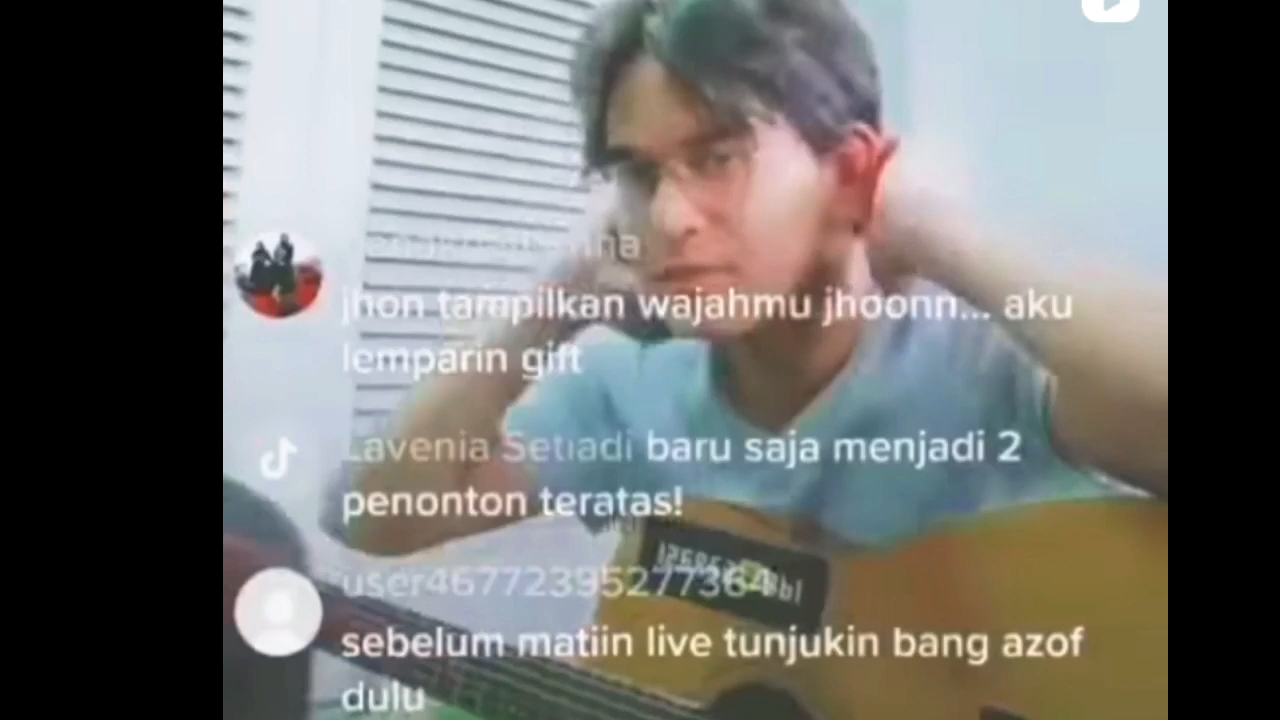 jhon tampilkan wajahmu jhoonn... aku
lemparin gift
Lavenia Setiadi baru saja menjadi 2
penonton teratas!
user46772395277364
sebelum matiin live tunjukin bang azof
dulu